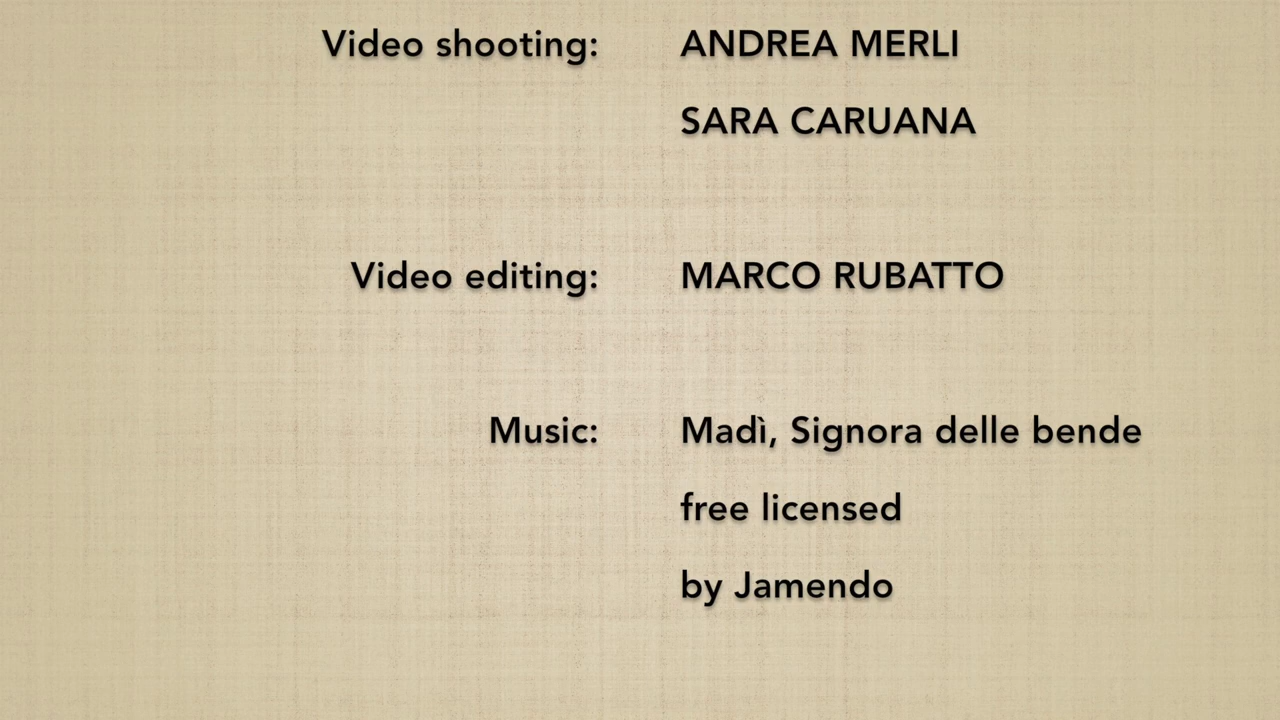 Video shooting: ANDREA MERLI
SARA CARUANA
Video editing: MARCO RUBATTO
Music: Madì, Signora delle bende
free licensed
by Jamendo